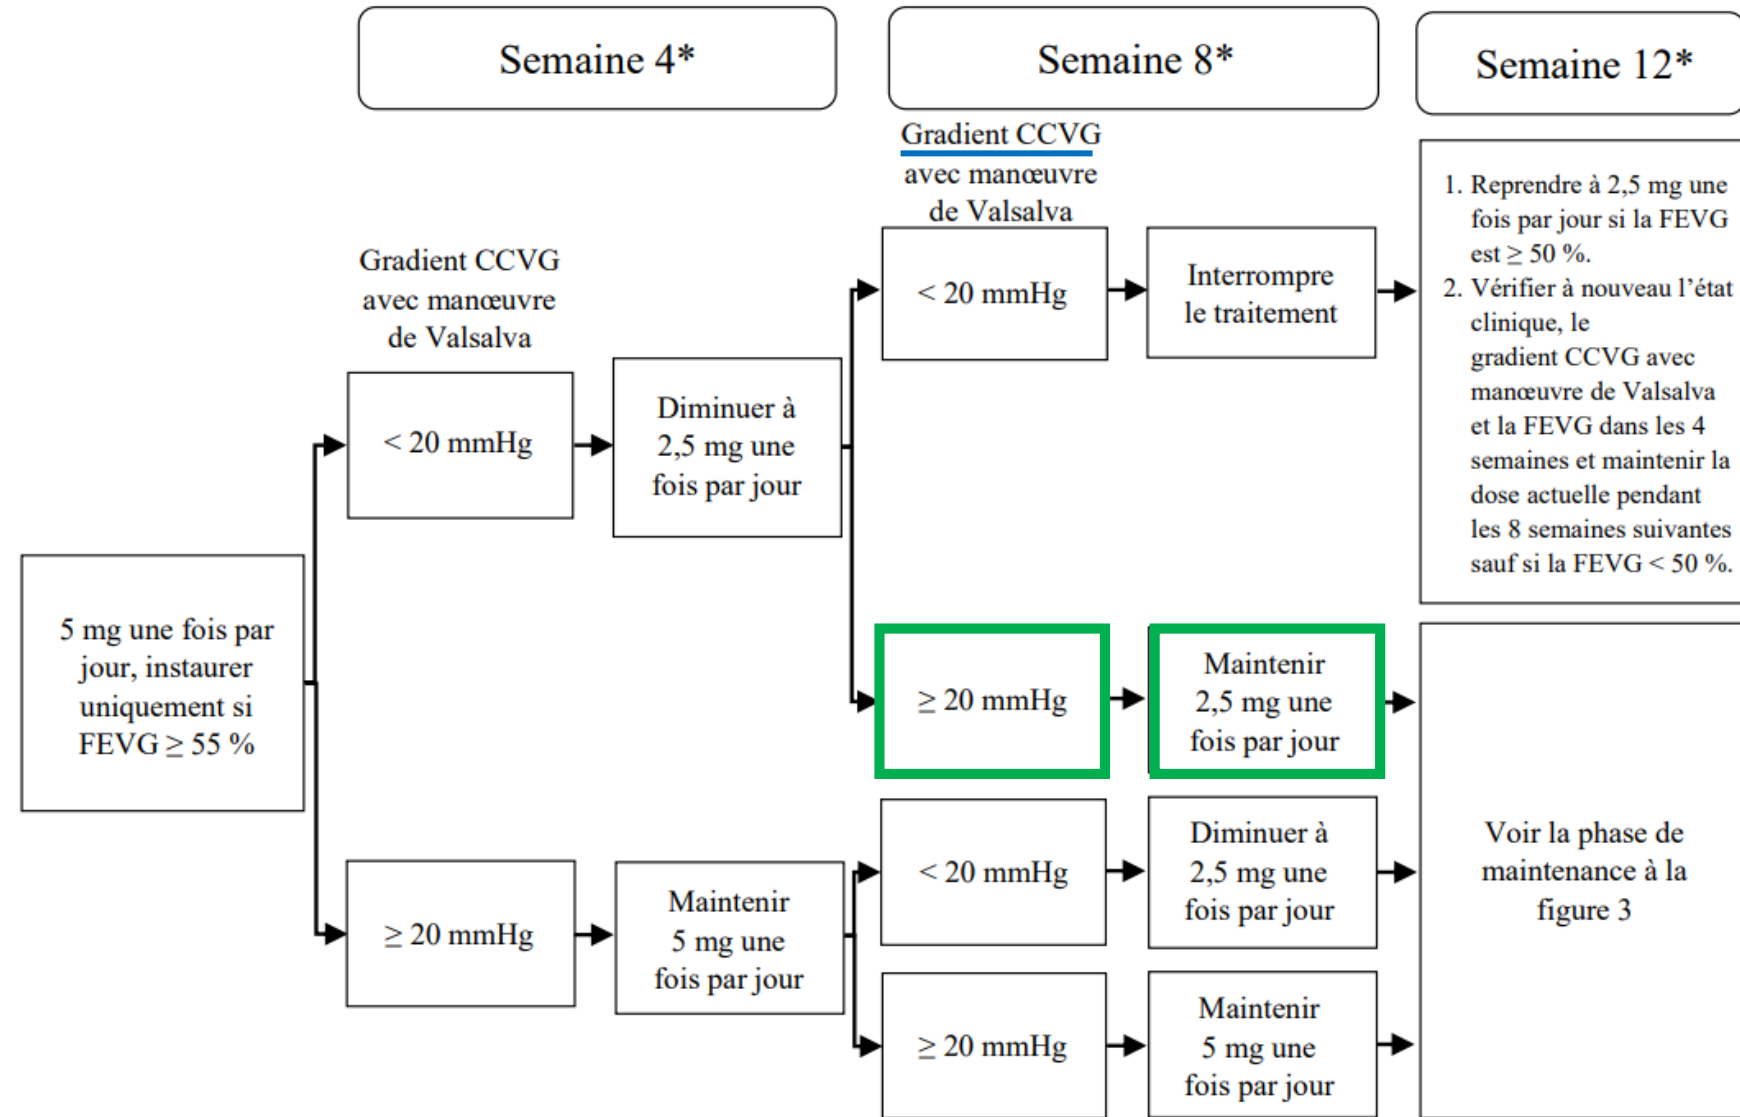 Semaine 4*
Semaine 8*
Semaine 12*
Gradient CCVG
avec manœuvre
de Valsalva
Gradient CCVG
avec manœuvre
de Valsalva
5 mg une fois par
jour, instaurer
uniquement si
FEVG ≥ 55 %
< 20 mmHg
Diminuer à
2,5 mg une
fois par jour
< 20 mmHg
Interrompre
le traitement
1. Reprendre à 2,5 mg une
fois par jour si la FEVG
est ≥ 50 %.
2. Vérifier à nouveau l’état
clinique, le
gradient CCVG avec
manœuvre de Valsalva
et la FEVG dans les 4
semaines et maintenir la
dose actuelle pendant
les 8 semaines suivantes
sauf si la FEVG < 50 %.
≥ 20 mmHg
Maintenir
2,5 mg une
fois par jour
≥ 20 mmHg
Maintenir
5 mg une
fois par jour
< 20 mmHg
Diminuer à
2,5 mg une
fois par jour
≥ 20 mmHg
Maintenir
5 mg une
fois par jour
Voir la phase de
maintenance à la
figure 3